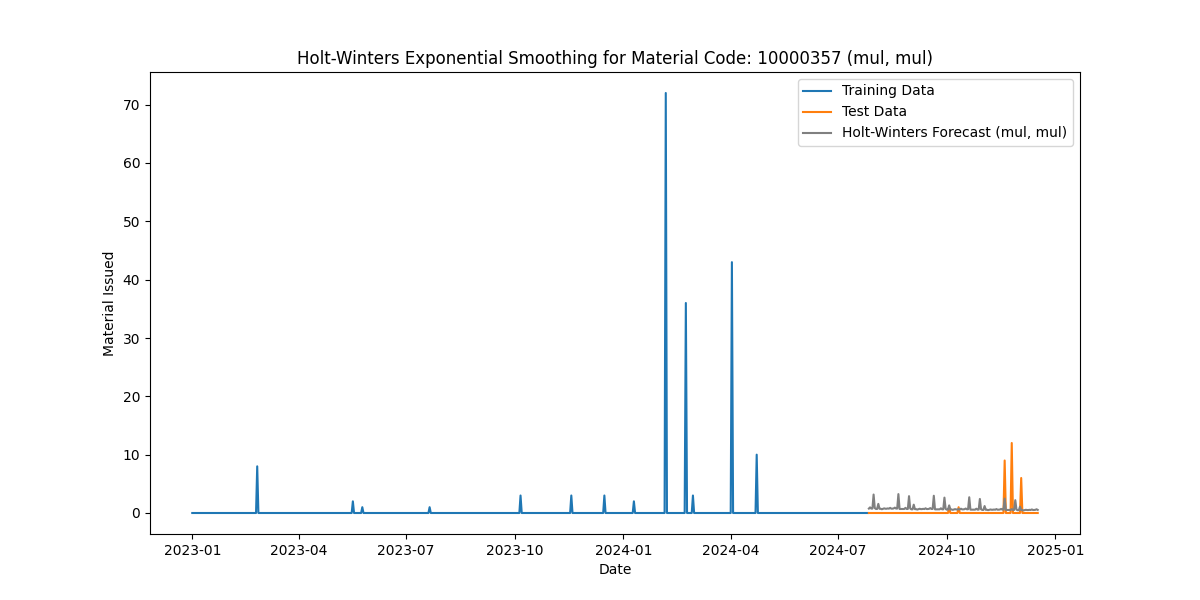 Holt-Winters Exponential Smoothing for Material Code: 10000357 (mul, mul)
Training Data
Test Data
Holt-Winters Forecast (mul, mul)
Material Issued
70
60
50
40
30
20
10
0
2023-01 2023-04 2023-07 2023-10 2024-01 2024-04 2024-07 2024-10 2025-01
Date